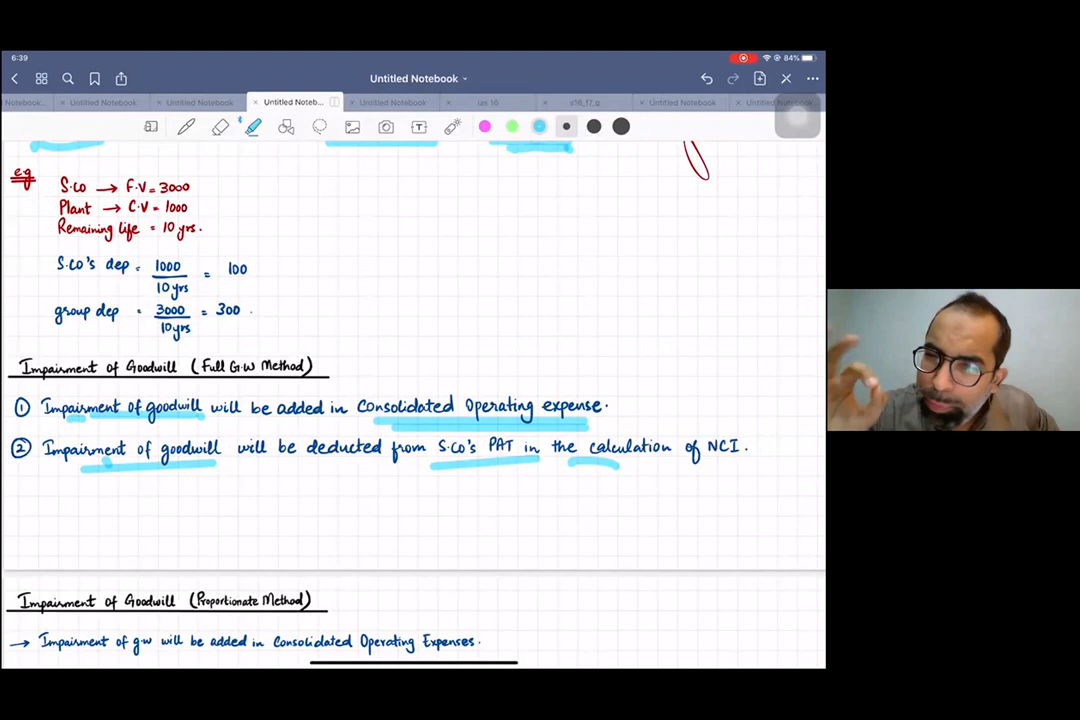 6:39
84%
Untitled Notebook
Notebook...
Untitled Notebook
Untitled Notebook
Untitled Noteb...
Untitled Notebook
ias 16
s18_f7_q
Untitled Notebook
Untitled Notebook
e.g
S.Co → F.V = 3000
Plant → C.V = 1000
Remaining life = 10 yrs.
S.Co's dep = 1000 / 10 yrs = 100
group dep = 3000 / 10 yrs = 300
Impairment of Goodwill (Full G.W Method)
① Impairment of goodwill will be added in Consolidated Operating expense.
② Impairment of goodwill will be deducted from S.Co's PAT in the calculation of NCI.
Impairment of Goodwill (Proportionate Method)
→ Impairment of g.w will be added in Consolidated Operating Expenses.